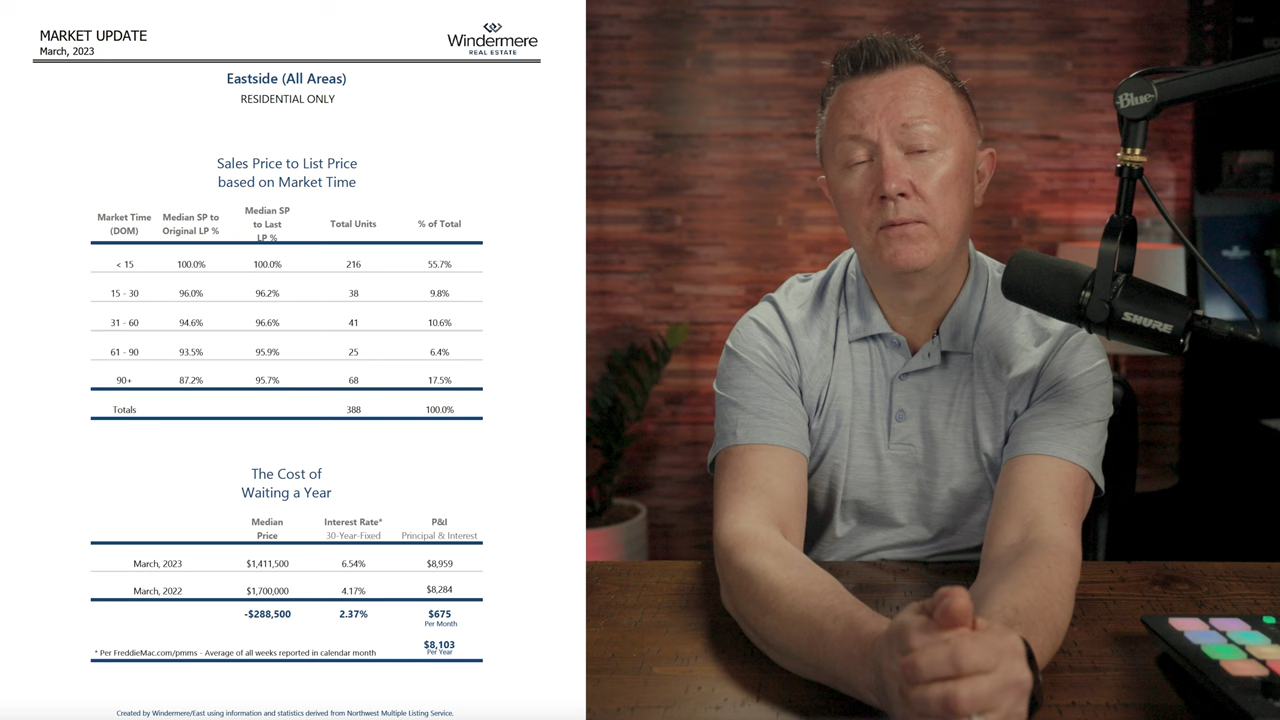 MARKET UPDATE
March, 2023
Windermere
REAL ESTATE
Eastside (All Areas)
RESIDENTIAL ONLY
Sales Price to List Price
based on Market Time
Market Time (DOM) Median SP to Original LP % Median SP to Last LP % Total Units % of Total
< 15 100.0% 100.0% 216 55.7%
15 - 30 96.0% 96.2% 38 9.8%
31 - 60 94.6% 96.6% 41 10.6%
61 - 90 93.5% 95.9% 25 6.4%
90+ 87.2% 95.7% 68 17.5%
Totals 388 100.0%
The Cost of
Waiting a Year
Median Price Interest Rate* 30-Year-Fixed P&I Principal & Interest
March, 2023 $1,411,500 6.54% $8,959
March, 2022 $1,700,000 4.17% $8,284
-$288,500 2.37% $675
Per Month
$8,103
Per Year
* Per FreddieMac.com/pmms - Average of all weeks reported in calendar month
Created by Windermere/East using information and statistics derived from Northwest Multiple Listing Service.
Blue
SHURE